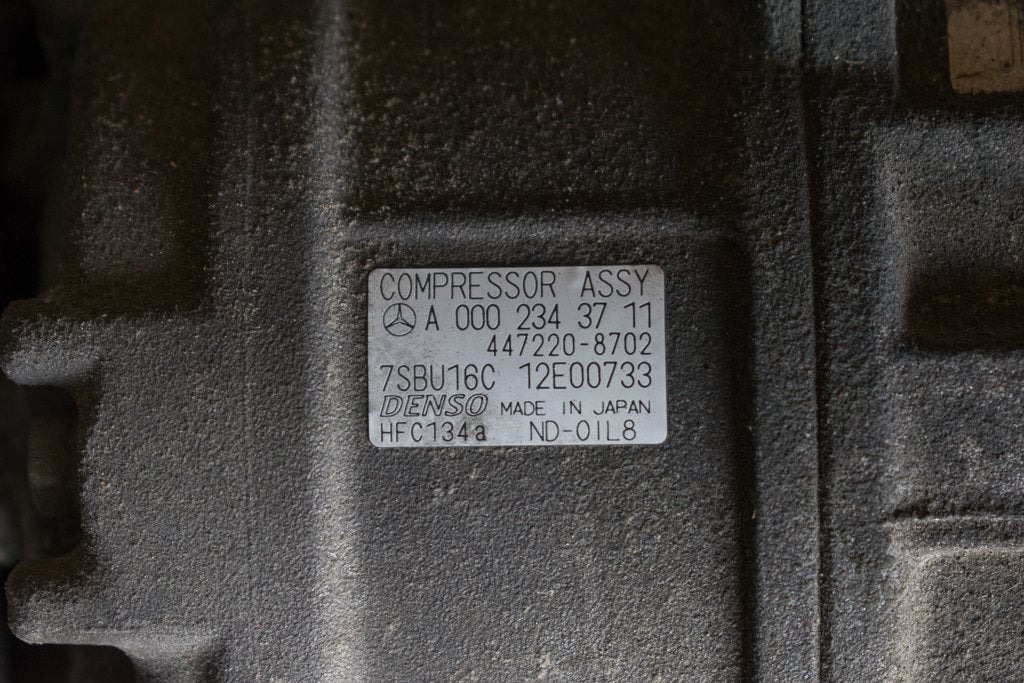 COMPRESSOR ASSY
A 000 234 37 11
447220-8702
7SBU16C 12E00733
DENSO MADE IN JAPAN
HFC134a ND-OIL8